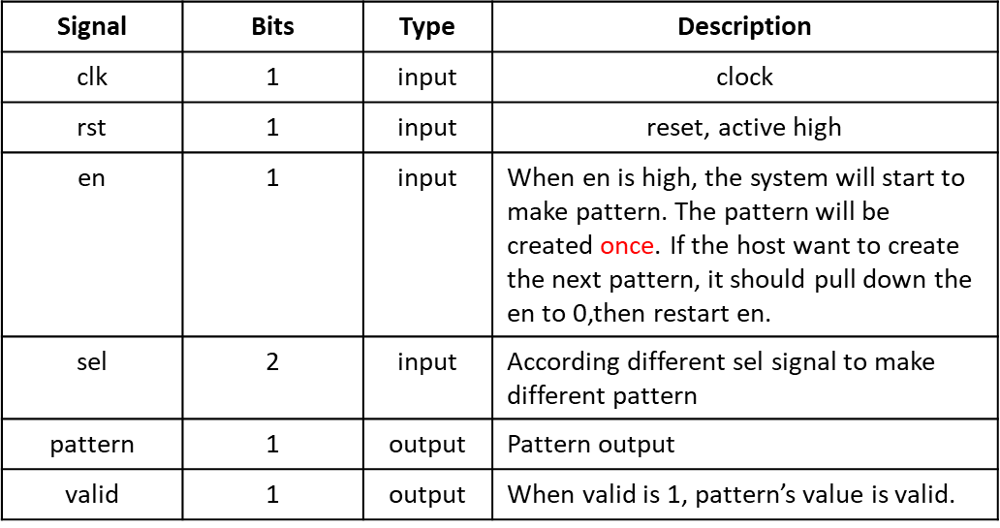 Signal Bits Type Description
clk 1 input clock
rst 1 input reset, active high
en 1 input When en is high, the system will start to
make pattern. The pattern will be
created once. If the host want to create
the next pattern, it should pull down the
en to 0,then restart en.
sel 2 input According different sel signal to make
different pattern
pattern 1 output Pattern output
valid 1 output When valid is 1, pattern’s value is valid.